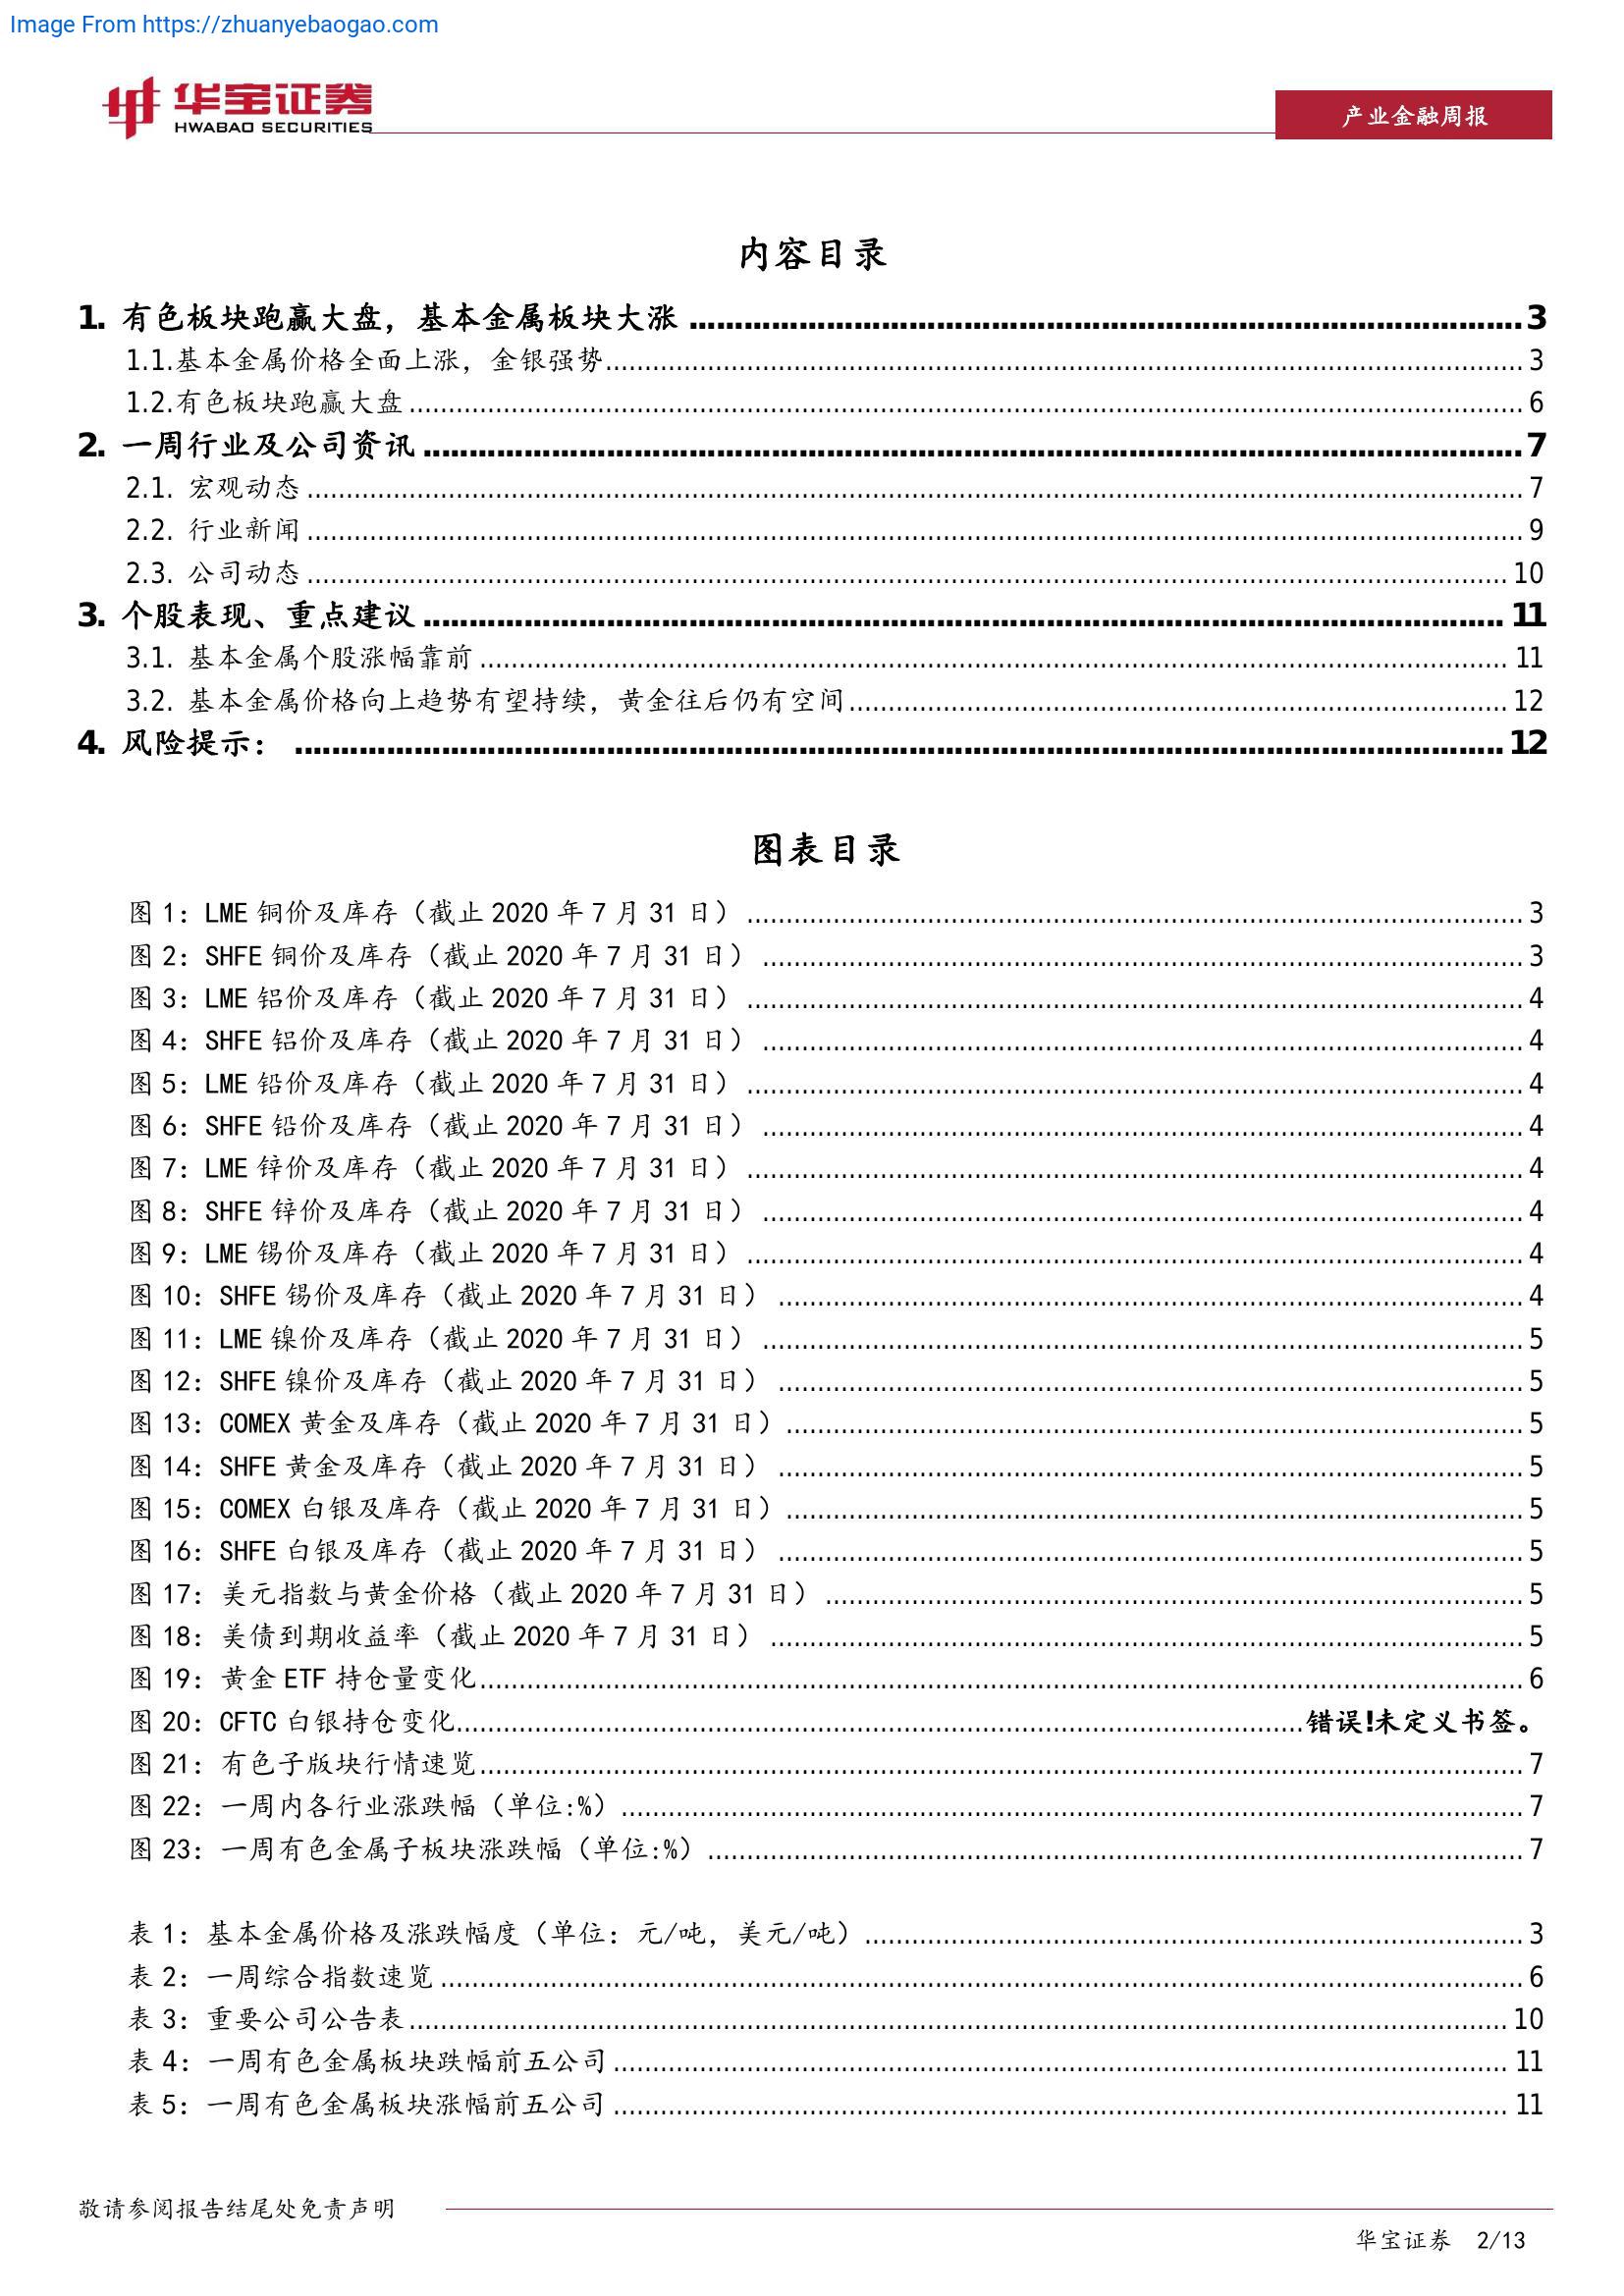 Image From https://zhuanyebaogao.com
华宝证券
HWABAO SECURITIES
产业金融周报
内容目录
1. 有色板块跑赢大盘，基本金属板块大涨 ........ 3
1.1.基本金属价格全面上涨，金银强势........ 3
1.2.有色板块跑赢大盘 ........ 6
2. 一周行业及公司资讯 ........ 7
2.1. 宏观动态 ........ 7
2.2. 行业新闻 ........ 9
2.3. 公司动态 ........ 10
3. 个股表现、重点建议 ........ 11
3.1. 基本金属个股涨幅靠前 ........ 11
3.2. 基本金属价格向上趋势有望持续，黄金往后仍有空间 ........ 12
4. 风险提示： ........ 12
图表目录
图 1：LME 铜价及库存（截止 2020 年 7 月 31 日） ........ 3
图 2：SHFE 铜价及库存（截止 2020 年 7 月 31 日） ........ 3
图 3：LME 铝价及库存（截止 2020 年 7 月 31 日） ........ 4
图 4：SHFE 铝价及库存（截止 2020 年 7 月 31 日） ........ 4
图 5：LME 铅价及库存（截止 2020 年 7 月 31 日） ........ 4
图 6：SHFE 铅价及库存（截止 2020 年 7 月 31 日） ........ 4
图 7：LME 锌价及库存（截止 2020 年 7 月 31 日） ........ 4
图 8：SHFE 锌价及库存（截止 2020 年 7 月 31 日） ........ 4
图 9：LME 锡价及库存（截止 2020 年 7 月 31 日） ........ 4
图 10：SHFE 锡价及库存（截止 2020 年 7 月 31 日） ........ 4
图 11：LME 镍价及库存（截止 2020 年 7 月 31 日） ........ 5
图 12：SHFE 镍价及库存（截止 2020 年 7 月 31 日） ........ 5
图 13：COMEX 黄金及库存（截止 2020 年 7 月 31 日） ........ 5
图 14：SHFE 黄金及库存（截止 2020 年 7 月 31 日） ........ 5
图 15：COMEX 白银及库存（截止 2020 年 7 月 31 日） ........ 5
图 16：SHFE 白银及库存（截止 2020 年 7 月 31 日） ........ 5
图 17：美元指数与黄金价格（截止 2020 年 7 月 31 日） ........ 5
图 18：美债到期收益率（截止 2020 年 7 月 31 日） ........ 5
图 19：黄金 ETF 持仓量变化 ........ 6
图 20：CFTC 白银持仓变化 ........ 错误!未定义书签。
图 21：有色子版块行情速览 ........ 7
图 22：一周内各行业涨跌幅（单位:%） ........ 7
图 23：一周有色金属子板块涨跌幅（单位:%） ........ 7
表 1：基本金属价格及涨跌幅度（单位：元/吨，美元/吨） ........ 3
表 2：一周综合指数速览 ........ 6
表 3：重要公司公告表 ........ 10
表 4：一周有色金属板块跌幅前五公司 ........ 11
表 5：一周有色金属板块涨幅前五公司 ........ 11
敬请参阅报告结尾处免责声明
华宝证券 2/13